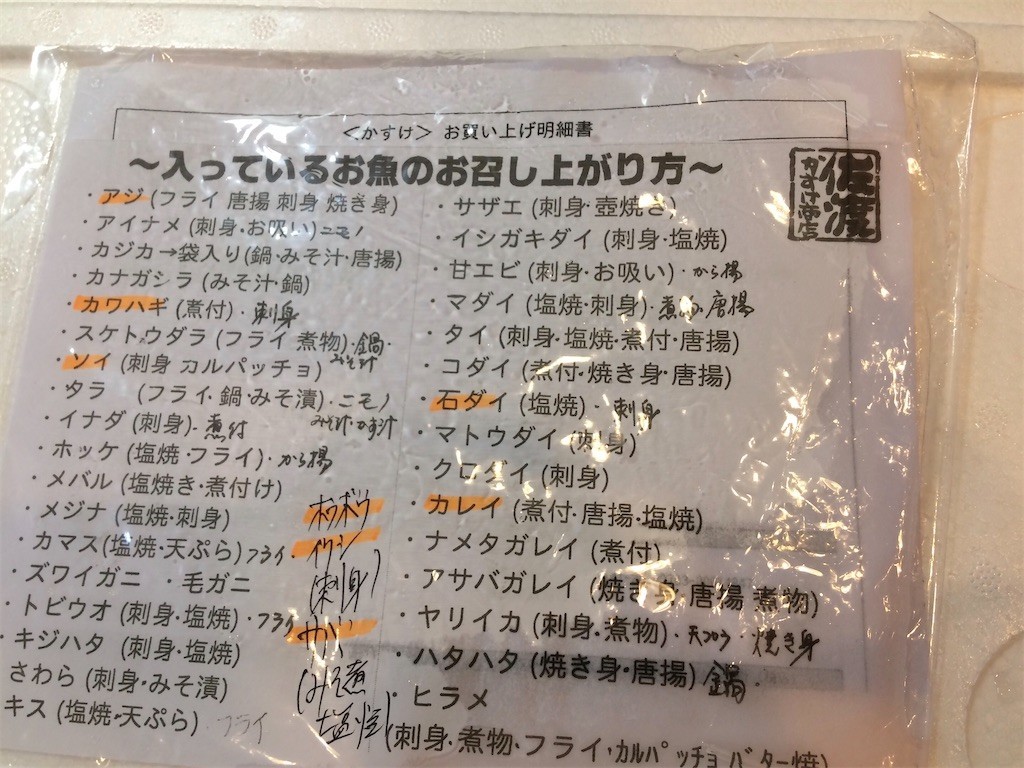 ＜かすけ＞ お買い上げ明細書
～入っているお魚のお召し上がり方～
佐渡
かすけ商店
・アジ (フライ 唐揚 刺身 焼き身)
・アイナメ (刺身・お吸い) ニモノ
・カジカ→袋入り(鍋・みそ汁・唐揚)
・カナガシラ (みそ汁・鍋)
・カワハギ (煮付)・刺身
・スケトウダラ (フライ 煮物)・鍋・みそ汁
・ソイ (刺身 カルパッチョ)
・タラ (フライ・鍋・みそ漬)・ニモノ
みそ汁・かす汁
・イナダ (刺身)・煮付
・ホッケ (塩焼・フライ)・から揚
・メバル (塩焼き・煮付け)
・メジナ (塩焼・刺身)
・カマス(塩焼・天ぷら)フライ・
・ズワイガニ ・毛ガニ
・トビウオ (刺身・塩焼)・フライ
・キジハタ (刺身・塩焼)
さわら (刺身・みそ漬)
キス (塩焼・天ぷら) フライ
ホウボウ
(刺身)
塩焼)
・サザエ (刺身・壺焼き)
・イシガキダイ (刺身・塩焼)
・甘エビ (刺身・お吸い)・から揚
・マダイ (塩焼・刺身)・煮付・唐揚
・タイ (刺身・塩焼・煮付・唐揚)
・コダイ (煮付・焼き身・唐揚)
・石ダイ (塩焼)・刺身
・マトウダイ (刺身)
・クロダイ (刺身)
・カレイ (煮付・唐揚・塩焼)
・ナメタガレイ (煮付)
・アサバガレイ (焼き身・唐揚 煮物)
・ヤリイカ (刺身・煮物)・天プラ・焼き身
・ハタハタ (焼き身・唐揚) 鍋・
・ヒラメ
(刺身・煮物・フライ・カルパッチョ バター焼)